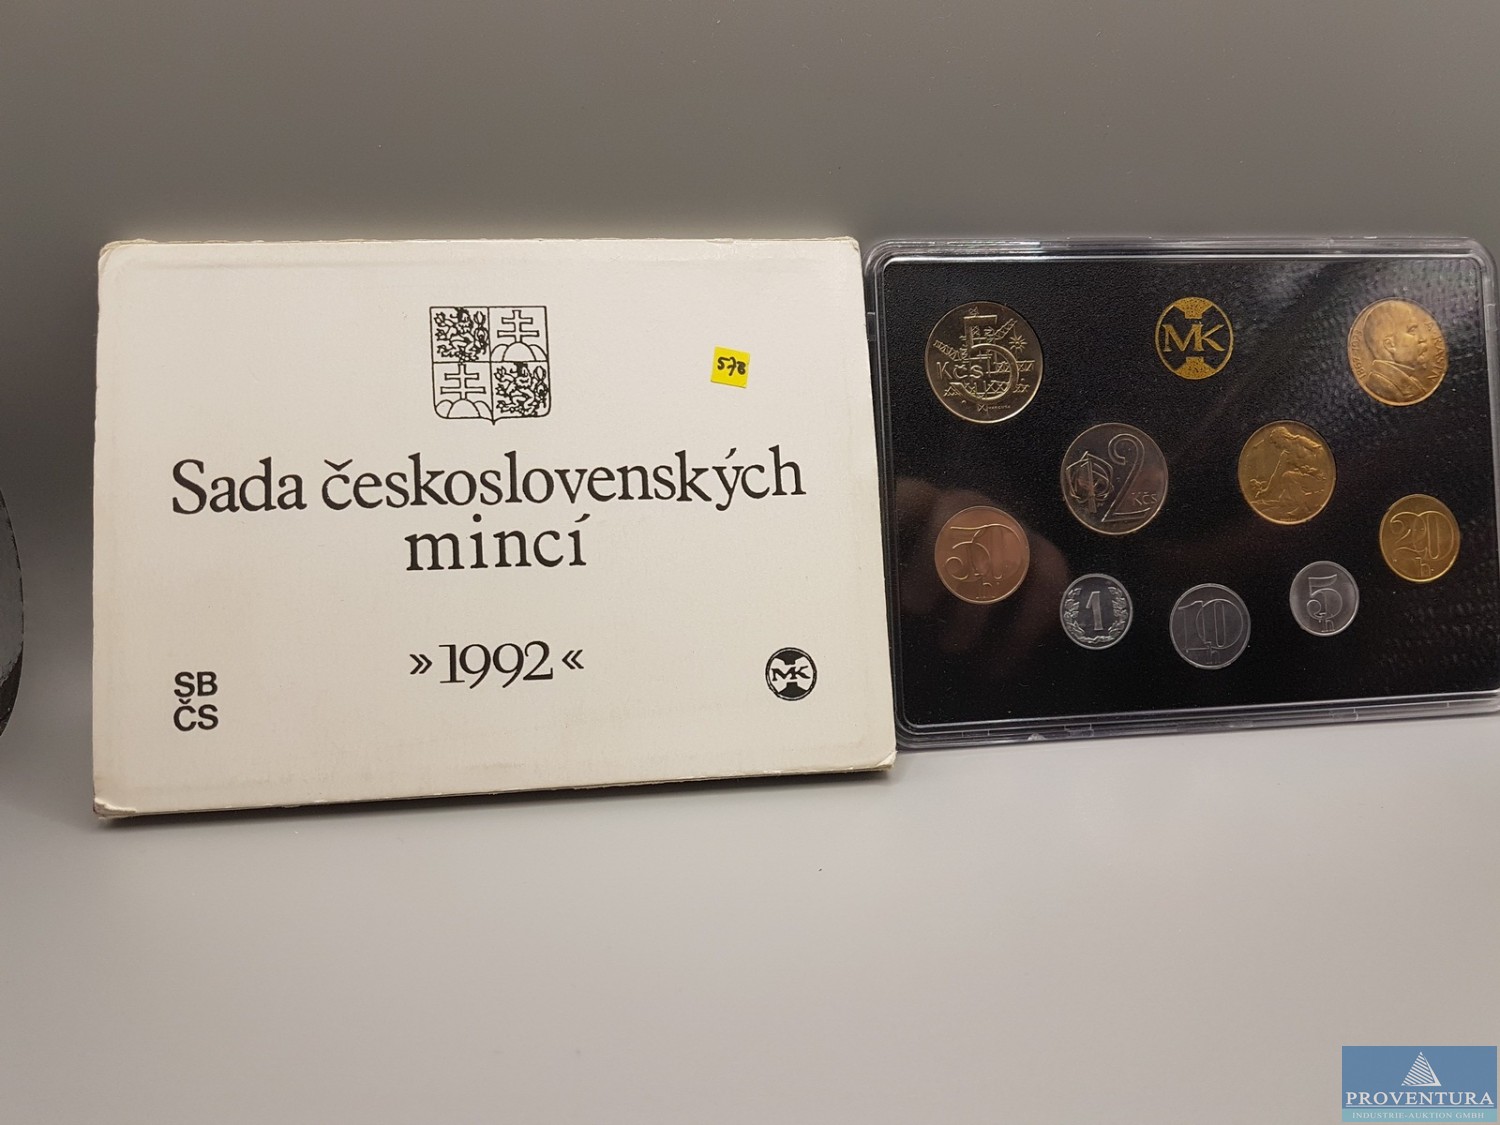 578
Sada československých
mincí
»1992«
SB
ČS
MK
5
Kčs
MK
2
Kčs
50
h
20
h
1
10
h
5
h
PROVENTURA
INDUSTRIE-AUKTION GMBH